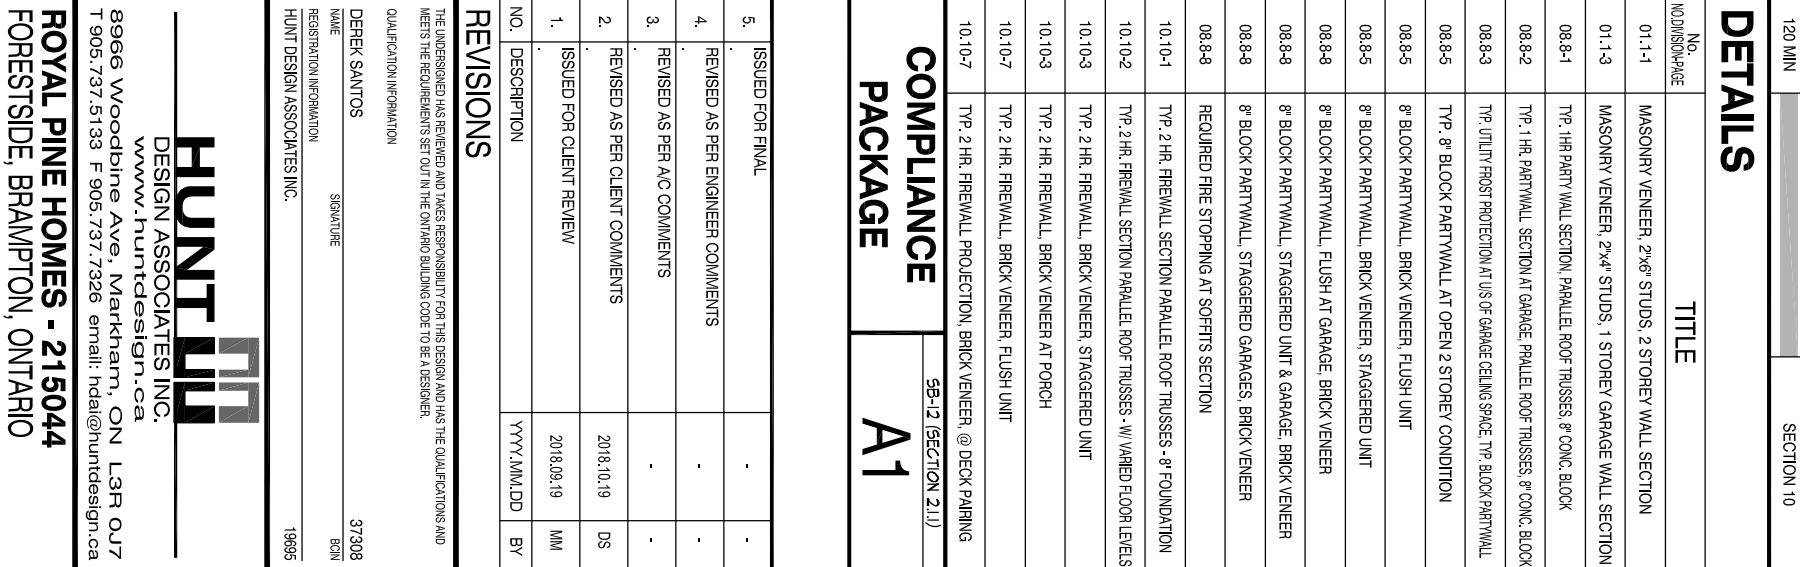 120 MIN SECTION 10
DETAILS
No. TITLE
NO.DIVISION-PAGE
01.1-1 MASONRY VENEER, 2"x6" STUDS, 2 STOREY WALL SECTION
01.1-3 MASONRY VENEER, 2"x4" STUDS, 1 STOREY GARAGE WALL SECTION
08.8-1 TYP. 1HR PARTY WALL SECTION, PARALEL ROOF TRUSSES, 8" CONC. BLOCK
08.8-2 TYP. 1 HR. PARTYWALL SECTION AT GARAGE, PRALLEL ROOF TRUSSES, 8" CONC. BLOCK
08.8-3 TYP. UTILITY FROST PROTECTION AT U/S OF GARAGE CEILING SPACE, TYP. BLOCK PARTYWALL
08.8-5 TYP. 8" BLOCK PARTYWALL AT OPEN 2 STOREY CONDITION
08.8-5 8" BLOCK PARTYWALL, BRICK VENEER, FLUSH UNIT
08.8-5 8" BLOCK PARTYWALL, BRICK VENEER, STAGGERED UNIT
08.8-8 8" BLOCK PARTYWALL, FLUSH AT GARAGE, BRICK VENEER
08.8-8 8" BLOCK PARTYWALL, STAGGERED UNIT & GARAGE, BRICK VENEER
08.8-8 8" BLOCK PARTYWALL, STAGGERED GARAGES, BRICK VENEER
08.8-8 REQUIRED FIRE STOPPING AT SOFFITS SECTION
10.10-1 TYP. 2 HR. FIREWALL SECTION PARALLEL ROOF TRUSSES - 8' FOUNDATION
10.10-2 TYP. 2 HR. FIREWALL SECTION PARALEL ROOF TRUSSES - W/ VARIED FLOOR LEVELS
10.10-3 TYP. 2 HR. FIREWALL, BRICK VENEER, STAGGERED UNIT
10.10-3 TYP. 2 HR. FIREWALL, BRICK VENEER AT PORCH
10.10-7 TYP. 2 HR. FIREWALL, BRICK VENEER, FLUSH UNIT
10.10-7 TYP. 2 HR. FIREWALL PROJECTION, BRICK VENEER, @ DECK PAIRING
COMPLIANCE
PACKAGE
SB-12 (SECTION 2.1.1)
A1
5. ISSUED FOR FINAL - -
.
4. REVISED AS PER ENGINEER COMMENTS - -
.
3. REVISED AS PER A/C COMMENTS - -
.
2. REVISED AS PER CLIENT COMMENTS 2018.10.19 DS
.
1. ISSUED FOR CLIENT REVIEW 2018.09.19 MM
.
NO. DESCRIPTION YYYY.MM.DD BY
REVISIONS
THE UNDERSIGNED HAS REVIEWED AND TAKES RESPONSIBILITY FOR THIS DESIGN AND HAS THE QUALIFICATIONS AND
MEETS THE REQUIREMENTS SET OUT IN THE ONTARIO BUILDING CODE TO BE A DESIGNER.
QUALIFICATION INFORMATION
DEREK SANTOS 37308
NAME SIGNATURE BCIN
REGISTRATION INFORMATION
HUNT DESIGN ASSOCIATES INC. 19695
HUNT
DESIGN ASSOCIATES INC.
www.huntdesign.ca
8966 Woodbine Ave, Markham, ON L3R 0J7
T 905.737.5133 F 905.737.7326 email: hdai@huntdesign.ca
ROYAL PINE HOMES - 215044
FORESTSIDE, BRAMPTON, ONTARIO